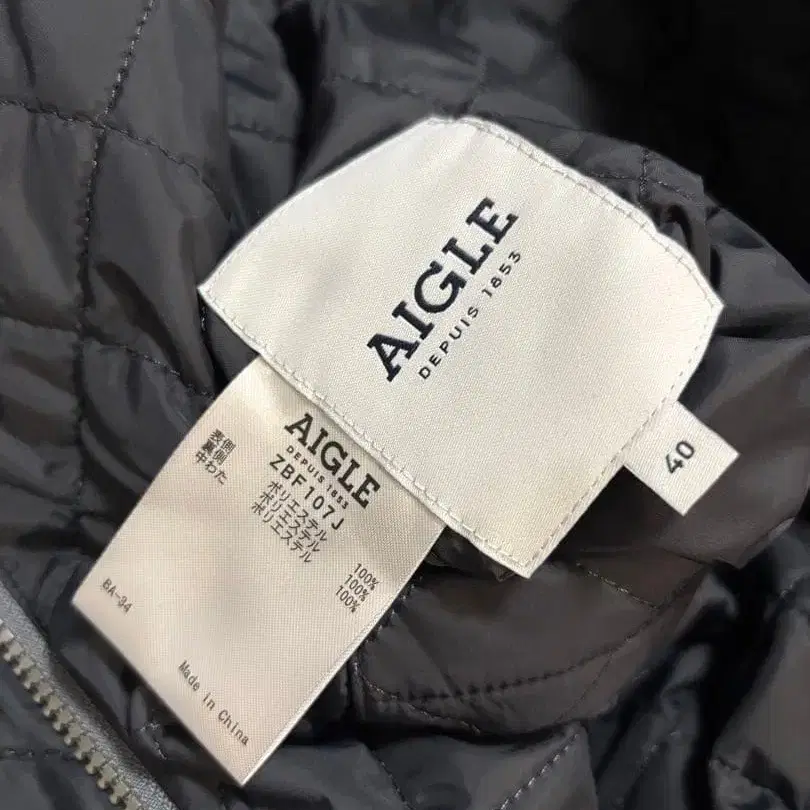 AIGLE
DEPUIS 1853
40
AIGLE
DEPUIS 1853
ZBF107J
表側 ポリエステル 100%
裏側 ポリエステル 100%
中わた ポリエステル 100%
BA-34
Made in China